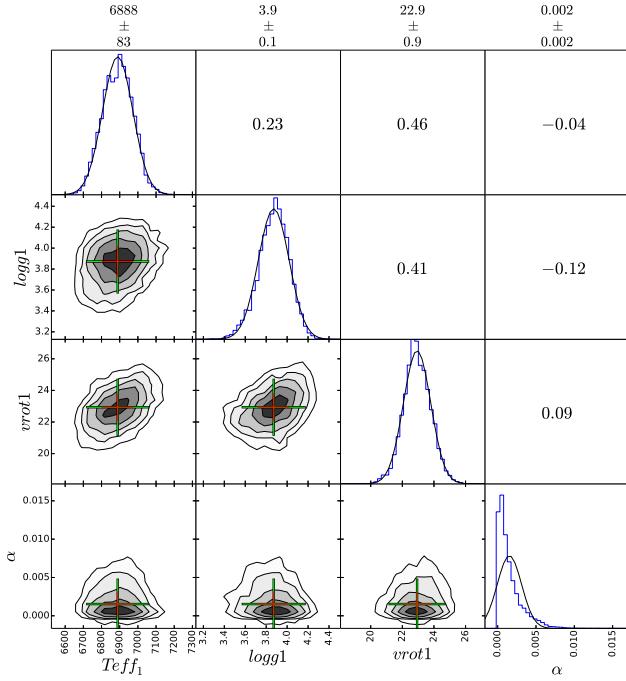 6888 3.9 22.9 0.002
± ± ± ±
83 0.1 0.9 0.002
0.23 0.46 −0.04
4.4
4.2
4.0
3.8
3.6
3.4
3.2
logg1
0.41 −0.12
26
24
22
20
vrot1
0.09
0.015
0.010
0.005
0.000
α
6600 6700 6800 6900 7000 7100 7200 7300
3.2 3.4 3.6 3.8 4.0 4.2 4.4
20 22 24 26
0.000 0.005 0.010 0.015
Teff₁ logg1 vrot1 α